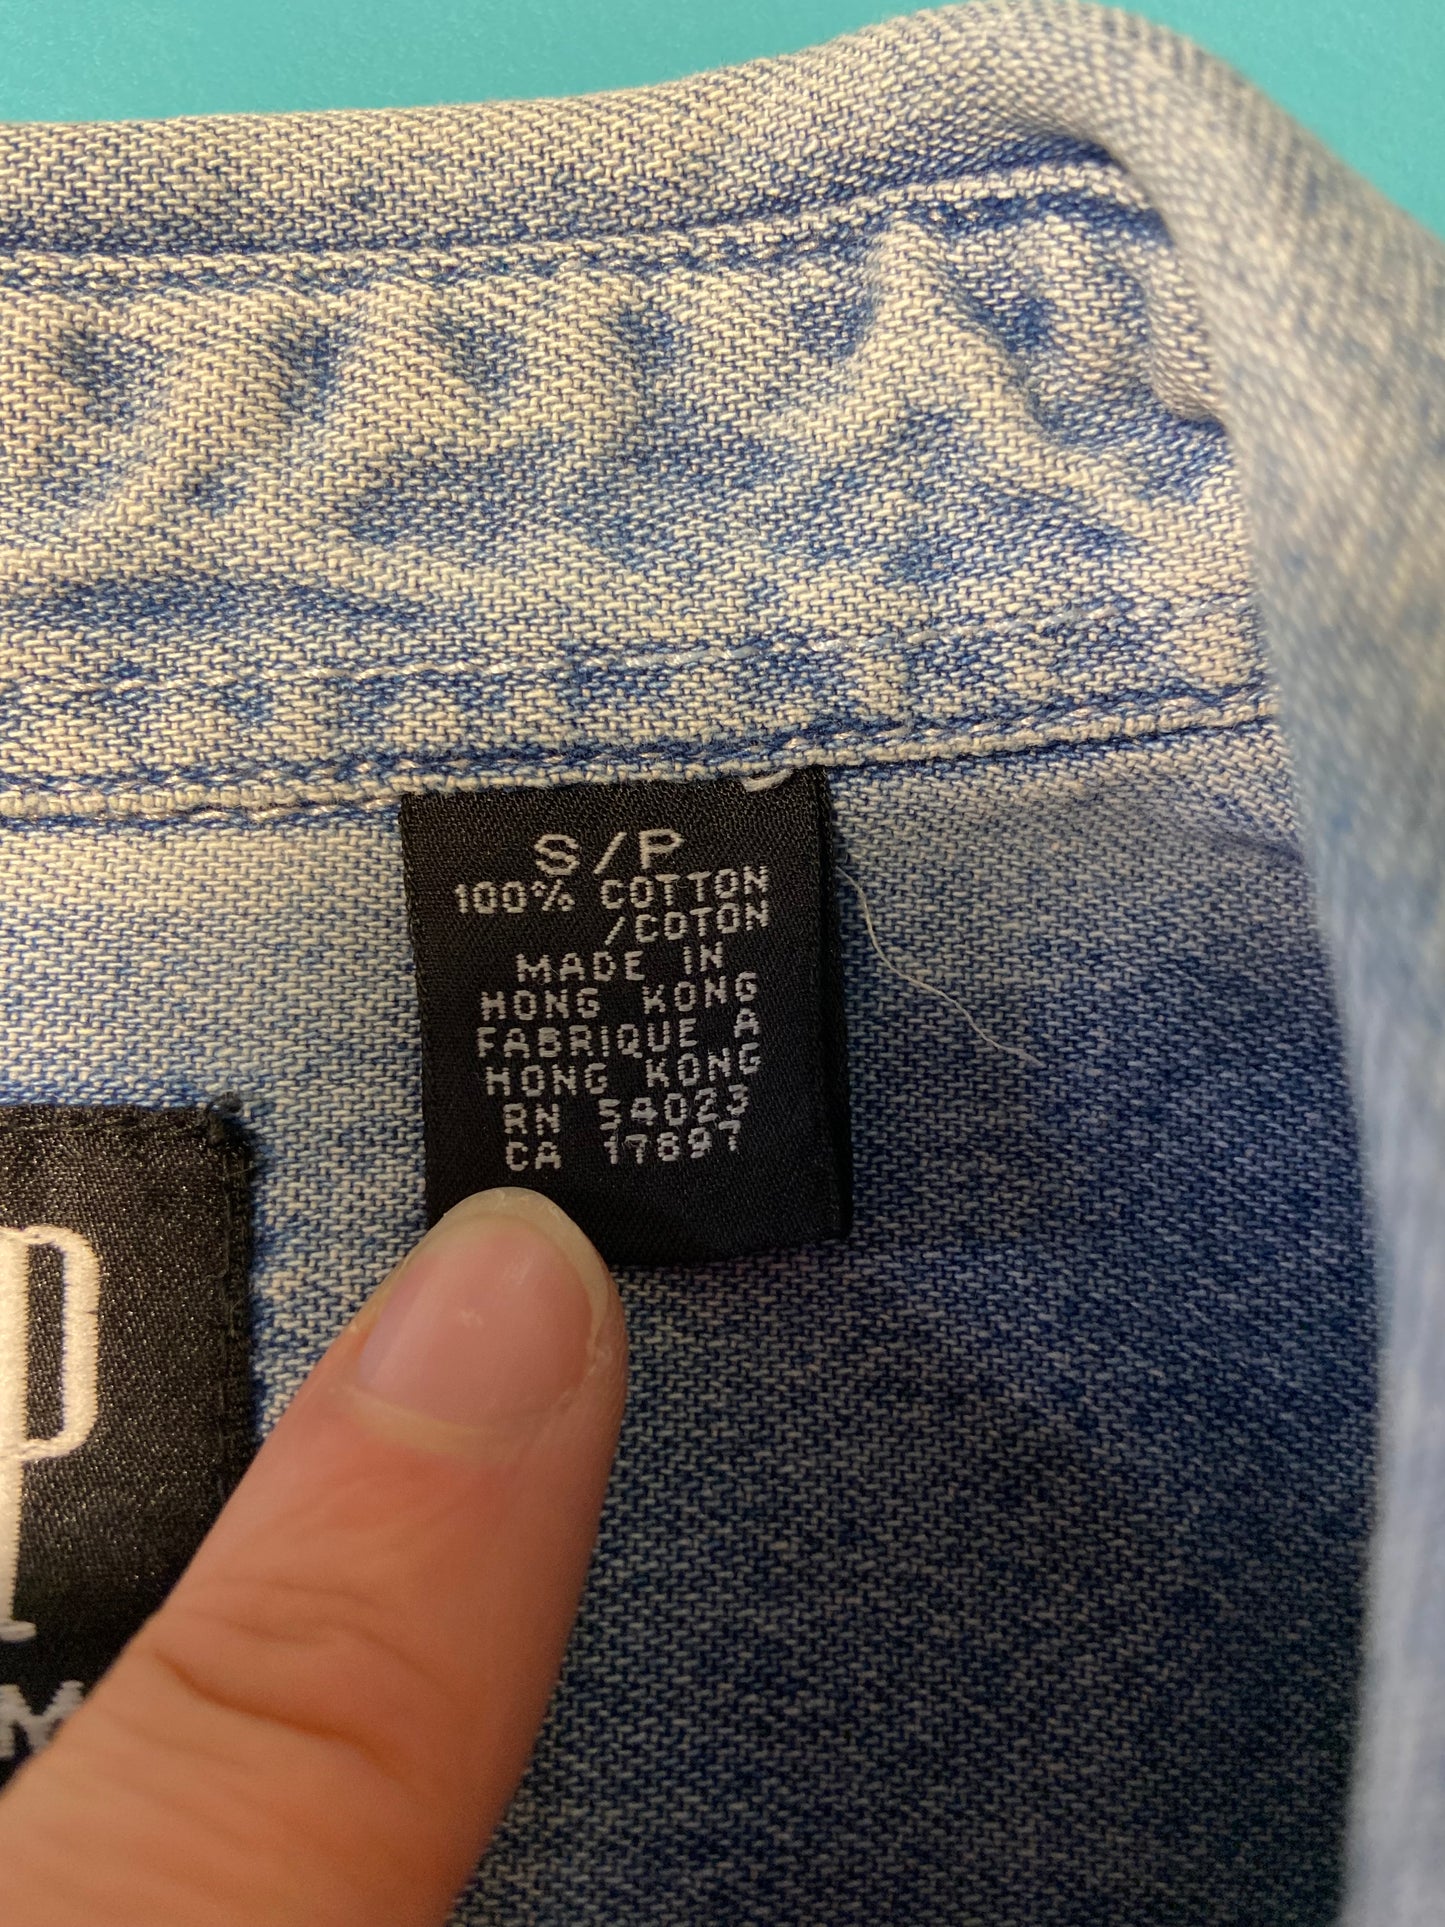 S/P
100% COTTON
/COTON
MADE IN
HONG KONG
FABRIQUE A
HONG KONG
RN 54023
CA 17897